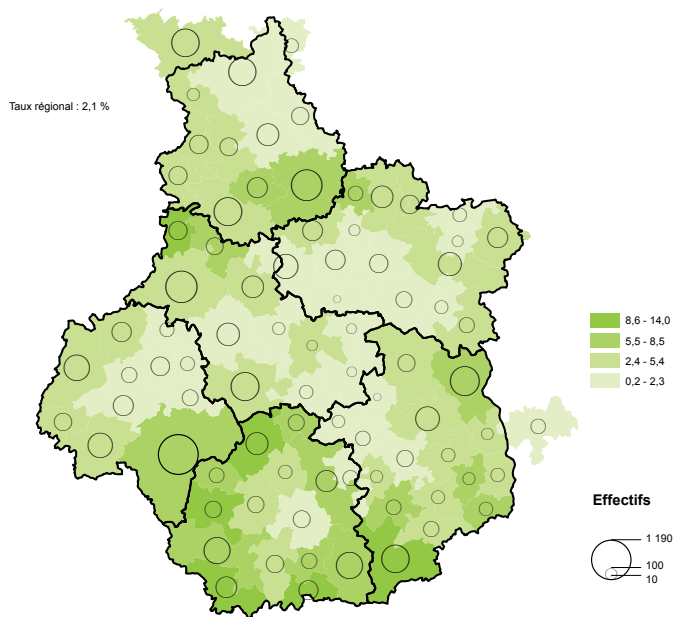 Taux régional : 2,1 %
8,6 - 14,0
5,5 - 8,5
2,4 - 5,4
0,2 - 2,3
Effectifs
1 190
100
10